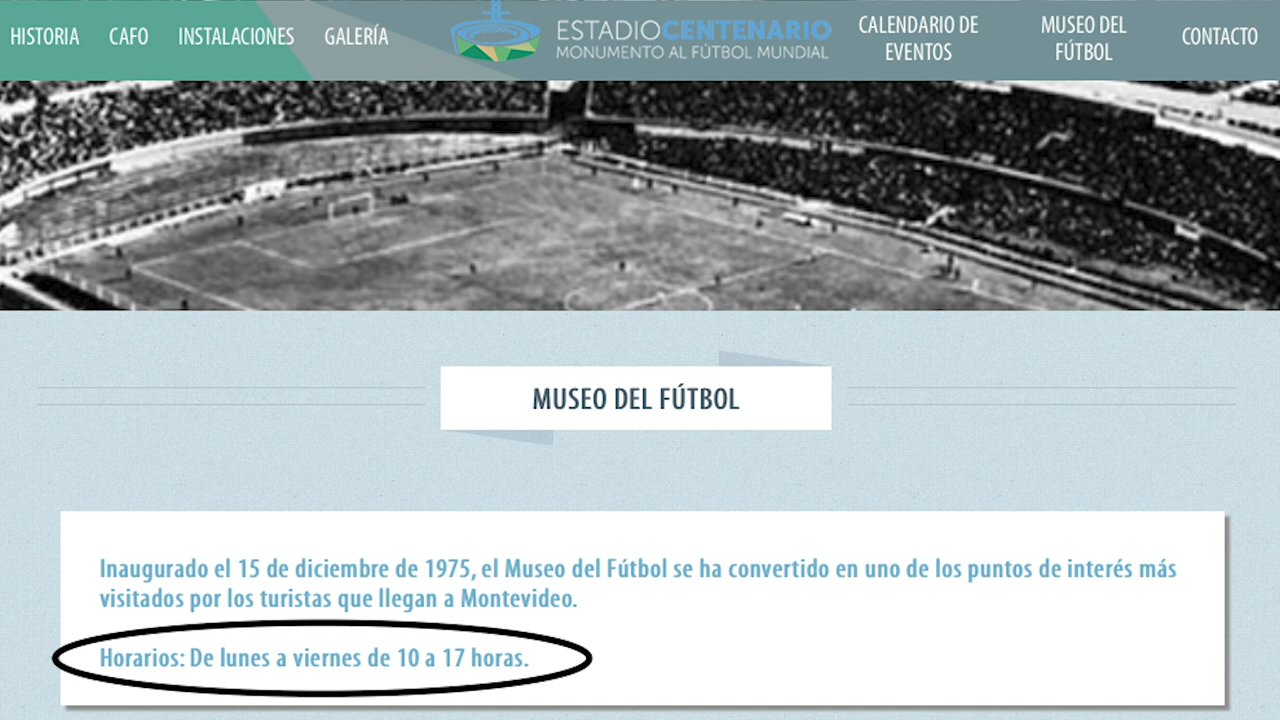 HISTORIA CAFO INSTALACIONES GALERÍA
ESTADIOCENTENARIO
MONUMENTO AL FÚTBOL MUNDIAL
CALENDARIO DE
EVENTOS
MUSEO DEL
FÚTBOL
CONTACTO
MUSEO DEL FÚTBOL
Inaugurado el 15 de diciembre de 1975, el Museo del Fútbol se ha convertido en uno de los puntos de interés más
visitados por los turistas que llegan a Montevideo.
Horarios: De lunes a viernes de 10 a 17 horas.